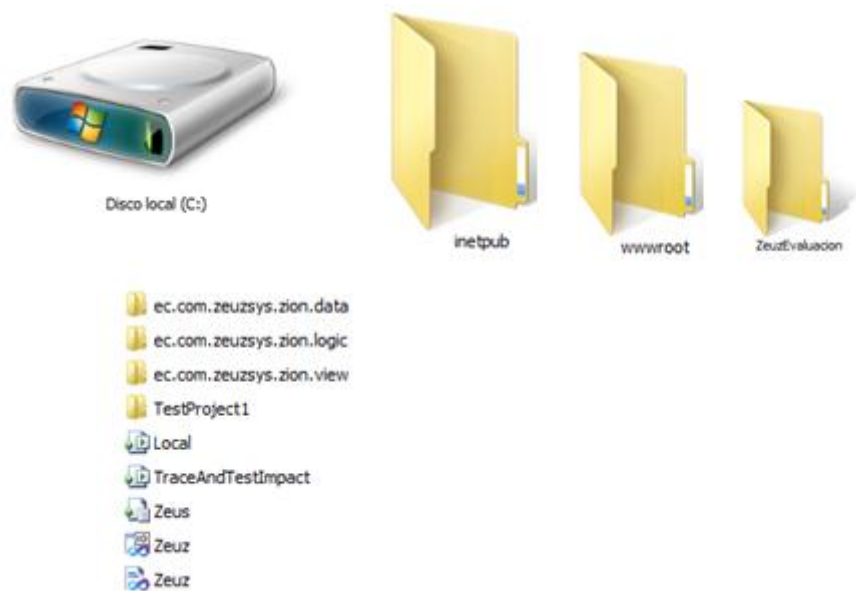 Disco local (C:)
inetpub
wwwroot
ZeuzEvaluacion
ec.com.zeuzsys.zion.data
ec.com.zeuzsys.zion.logic
ec.com.zeuzsys.zion.view
TestProject1
Local
TraceAndTestImpact
Zeus
Zeuz
Zeuz